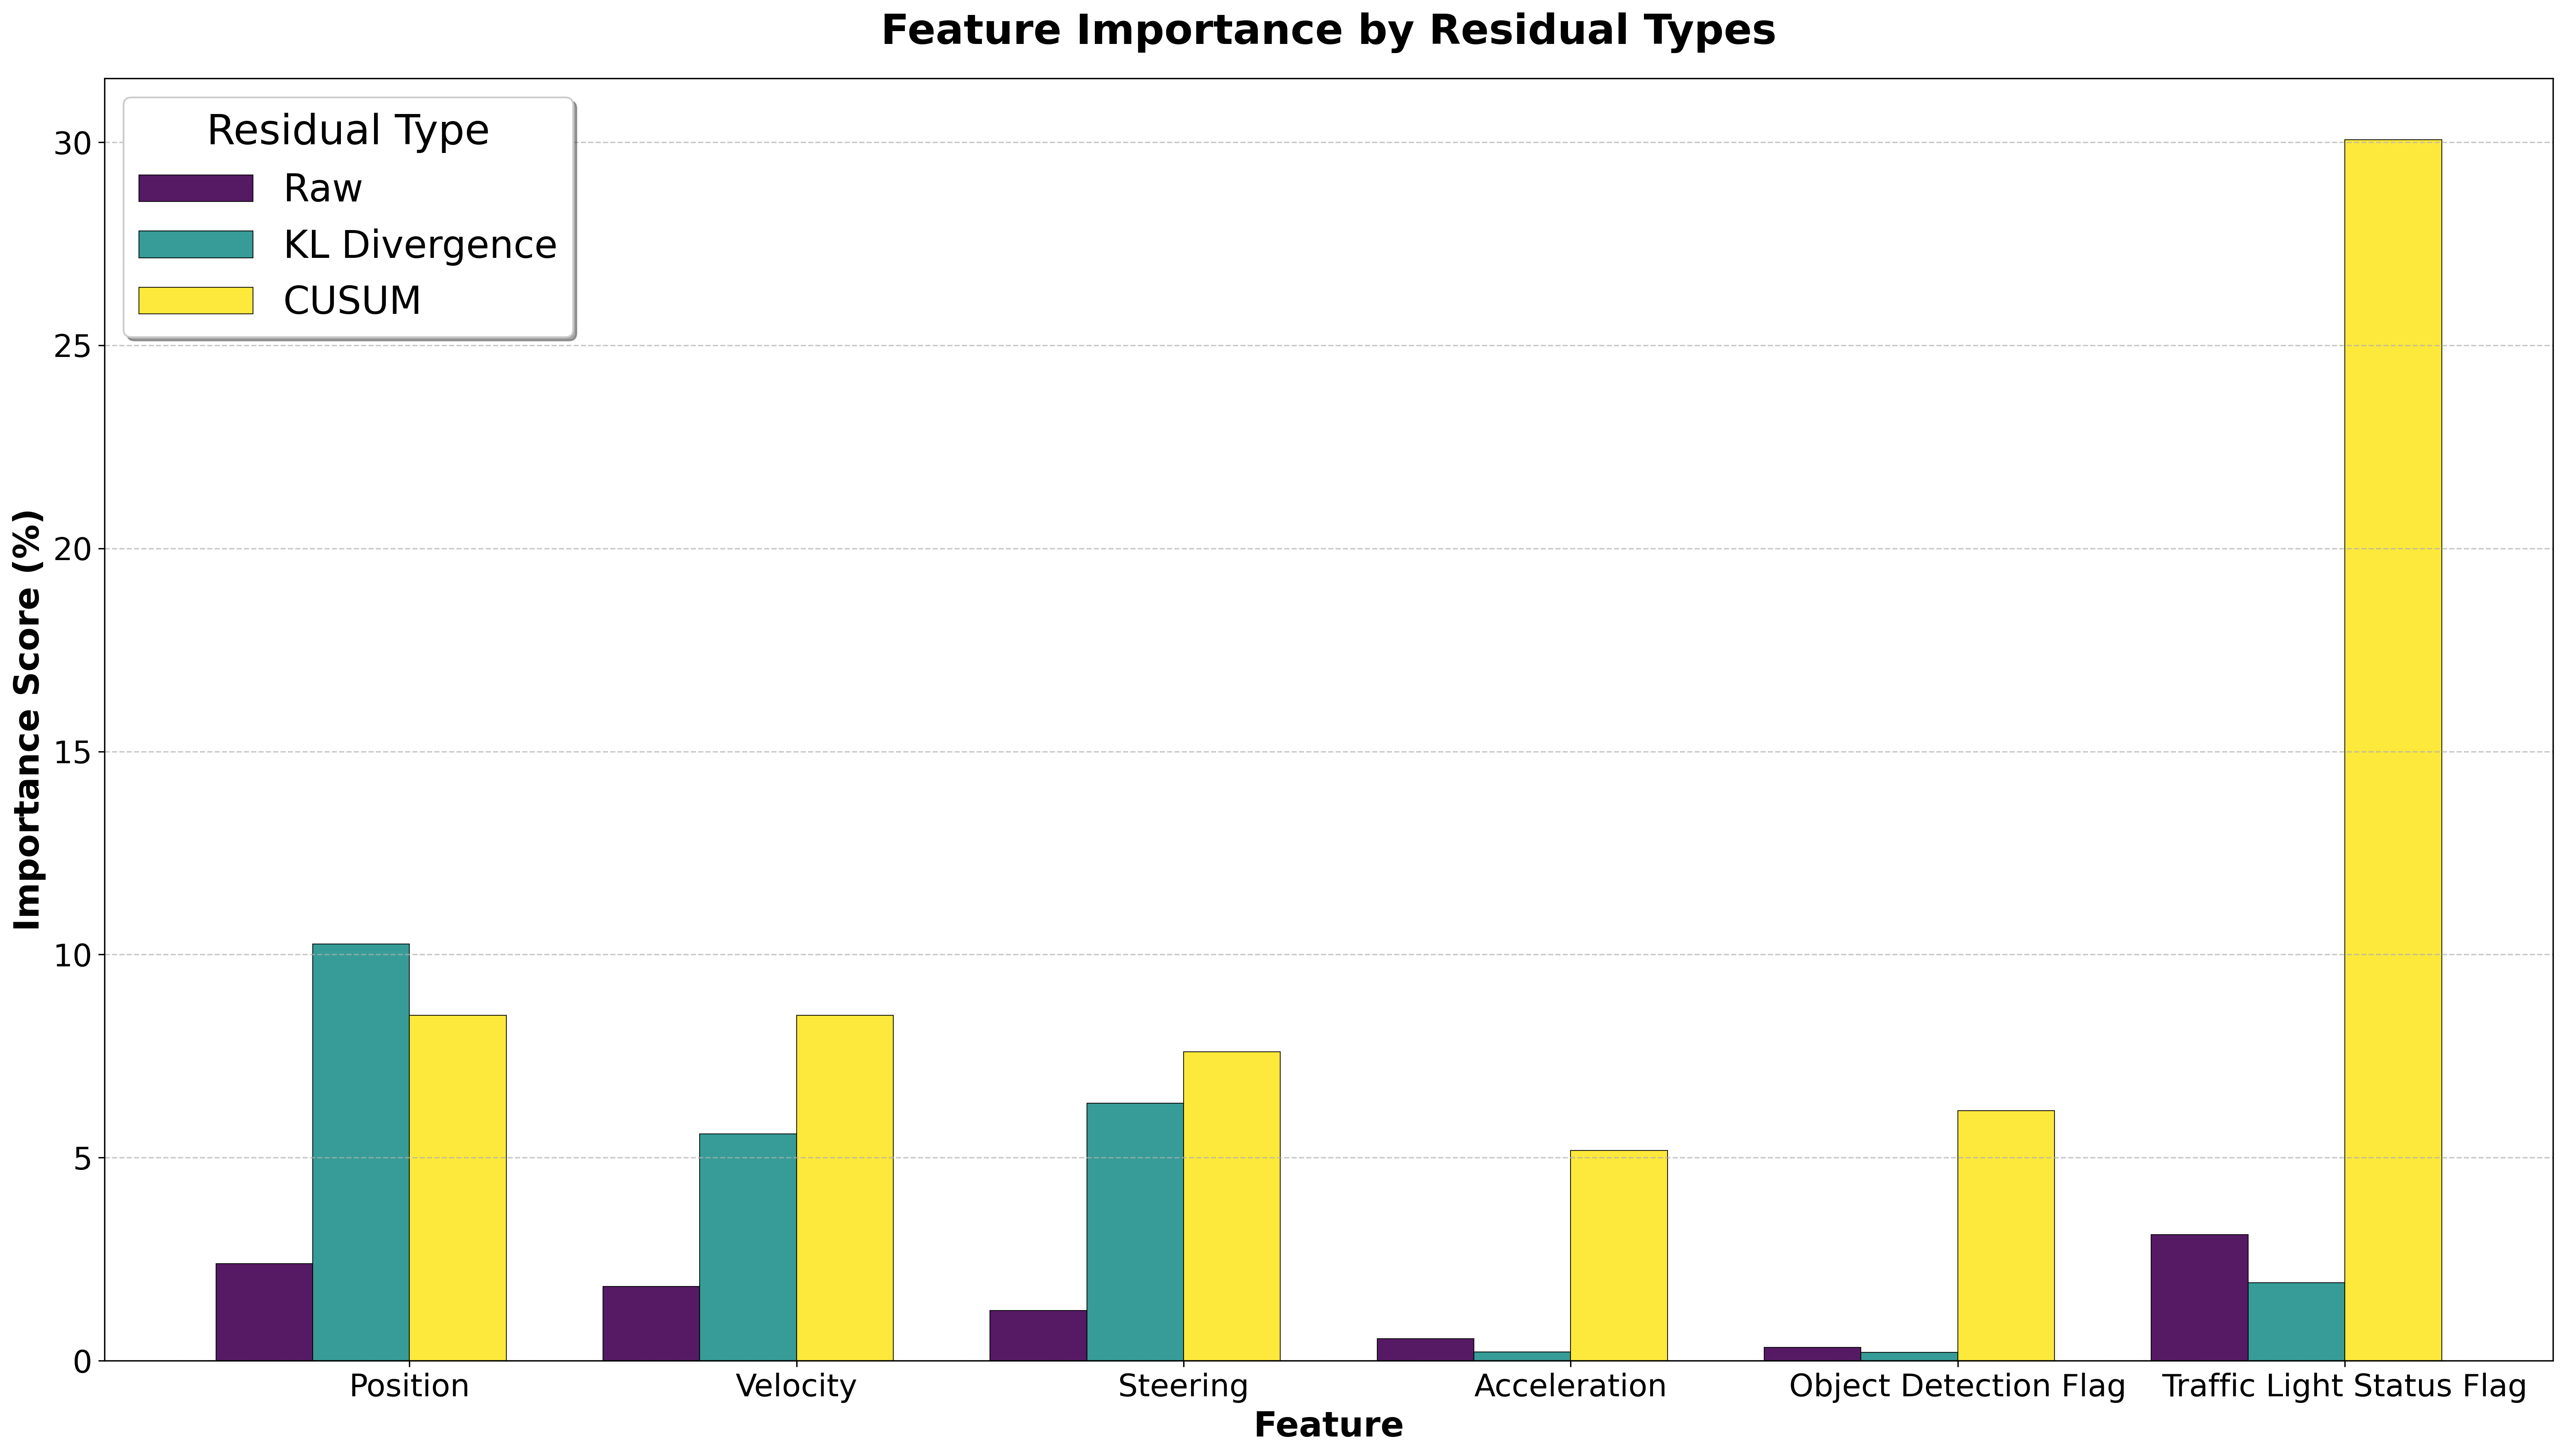 Feature Importance by Residual Types
Residual Type
Raw
KL Divergence
CUSUM
Importance Score (%)
30
25
20
15
10
5
0
Position
Velocity
Steering
Acceleration
Object Detection Flag
Traffic Light Status Flag
Feature